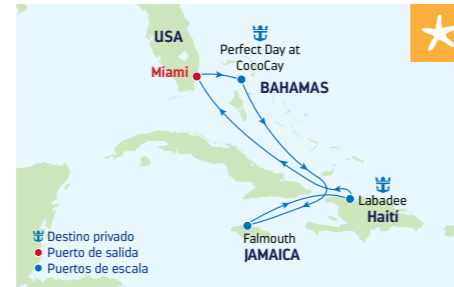 USA
Perfect Day at
CocoCay
Miami
BAHAMAS
Labadee
Haití
Falmouth
JAMAICA
Destino privado
Puerto de salida
Puertos de escala